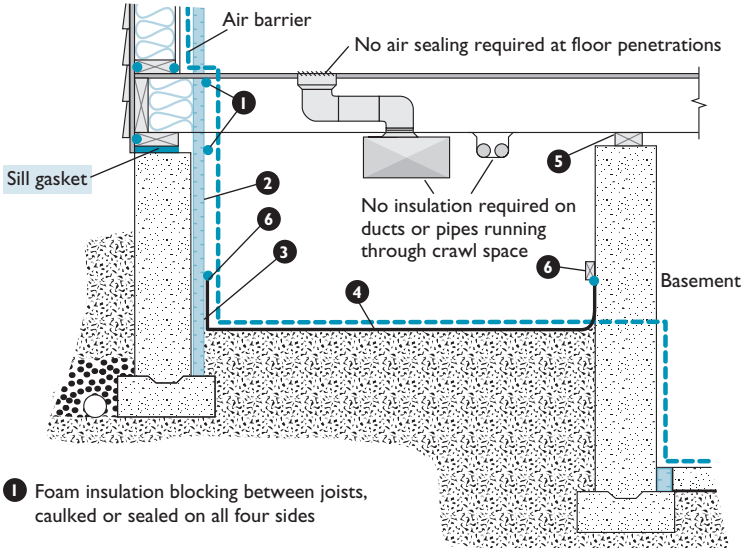 Air barrier
No air sealing required at floor penetrations
1
5
Sill gasket
2
No insulation required on
ducts or pipes running
through crawl space
6
3
6
Basement
4
1 Foam insulation blocking between joists,
caulked or sealed on all four sides